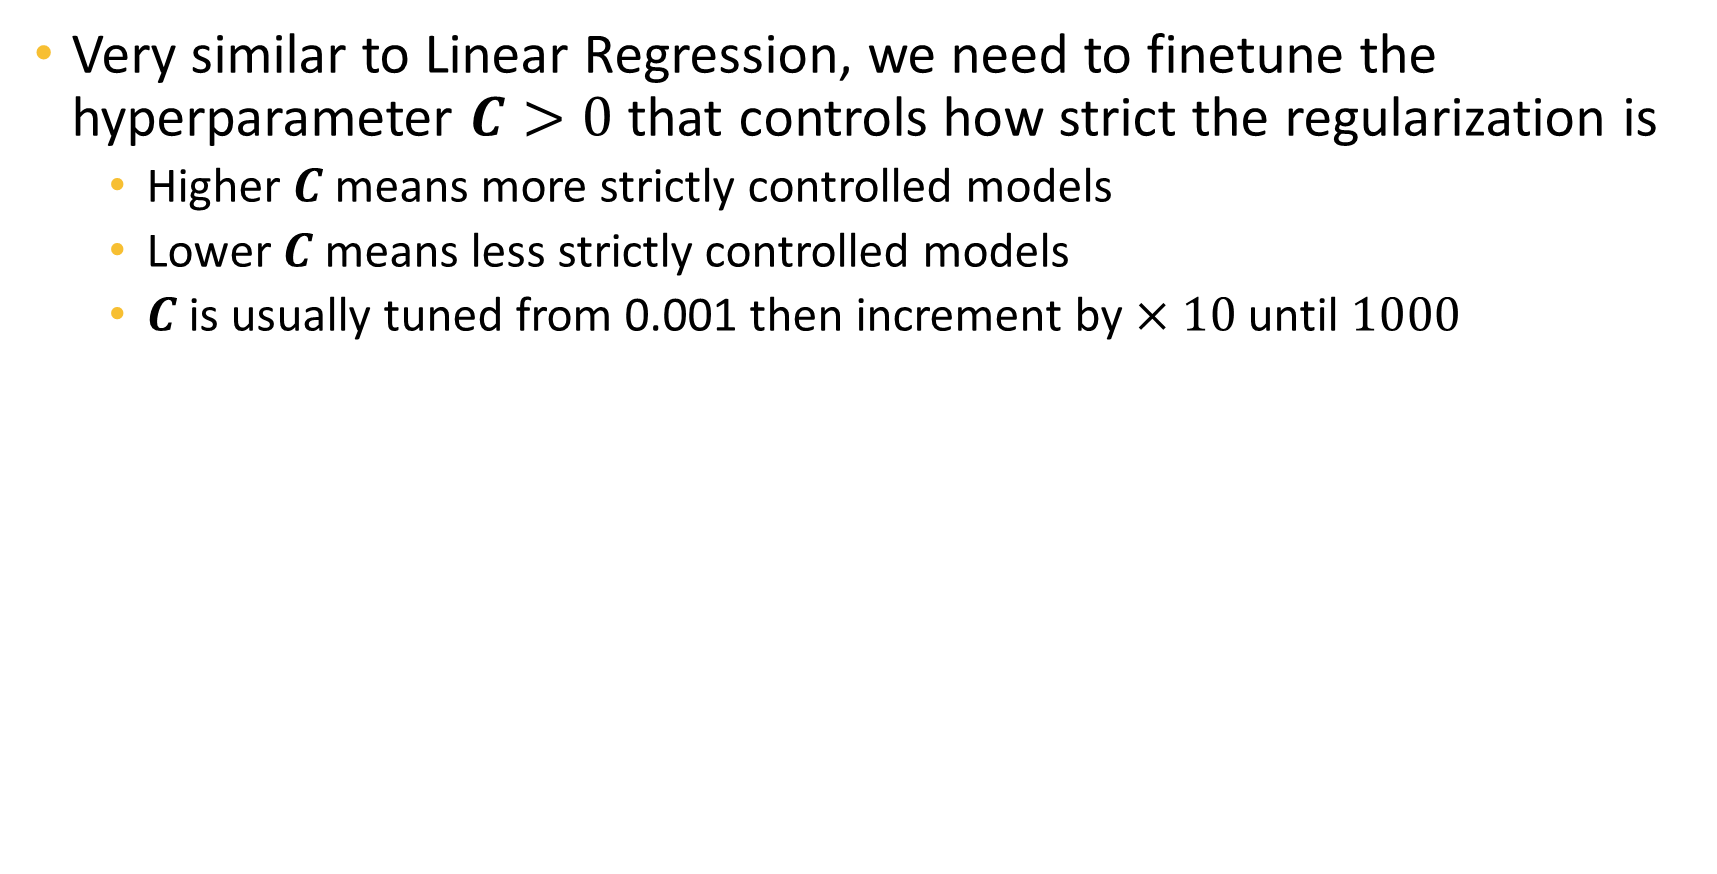 • Very similar to Linear Regression, we need to finetune the
hyperparameter C > 0 that controls how strict the regularization is
• Higher C means more strictly controlled models
• Lower C means less strictly controlled models
• C is usually tuned from 0.001 then increment by × 10 until 1000